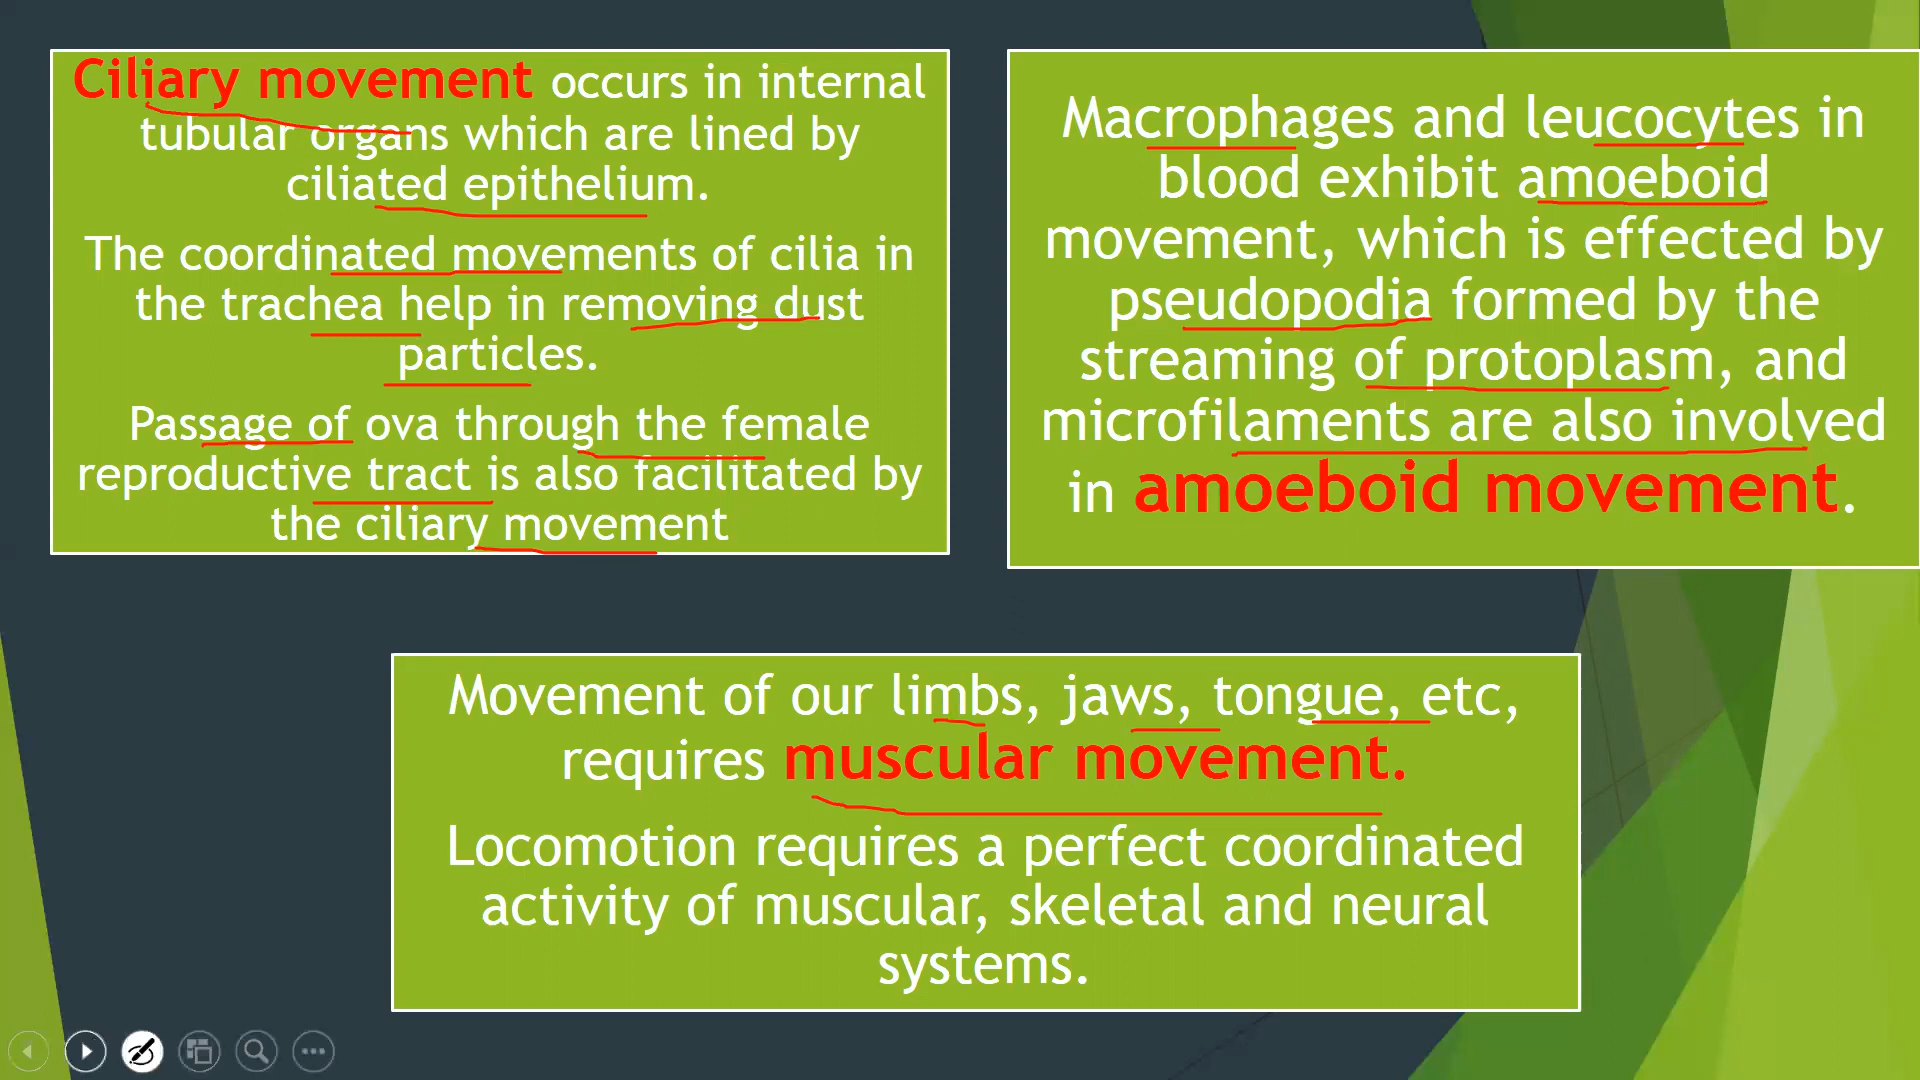 Ciliary movement occurs in internal
tubular organs which are lined by
ciliated epithelium.
The coordinated movements of cilia in
the trachea help in removing dust
particles.
Passage of ova through the female
reproductive tract is also facilitated by
the ciliary movement
Macrophages and leucocytes in
blood exhibit amoeboid
movement, which is effected by
pseudopodia formed by the
streaming of protoplasm, and
microfilaments are also involved
in amoeboid movement.
Movement of our limbs, jaws, tongue, etc,
requires muscular movement.
Locomotion requires a perfect coordinated
activity of muscular, skeletal and neural
systems.